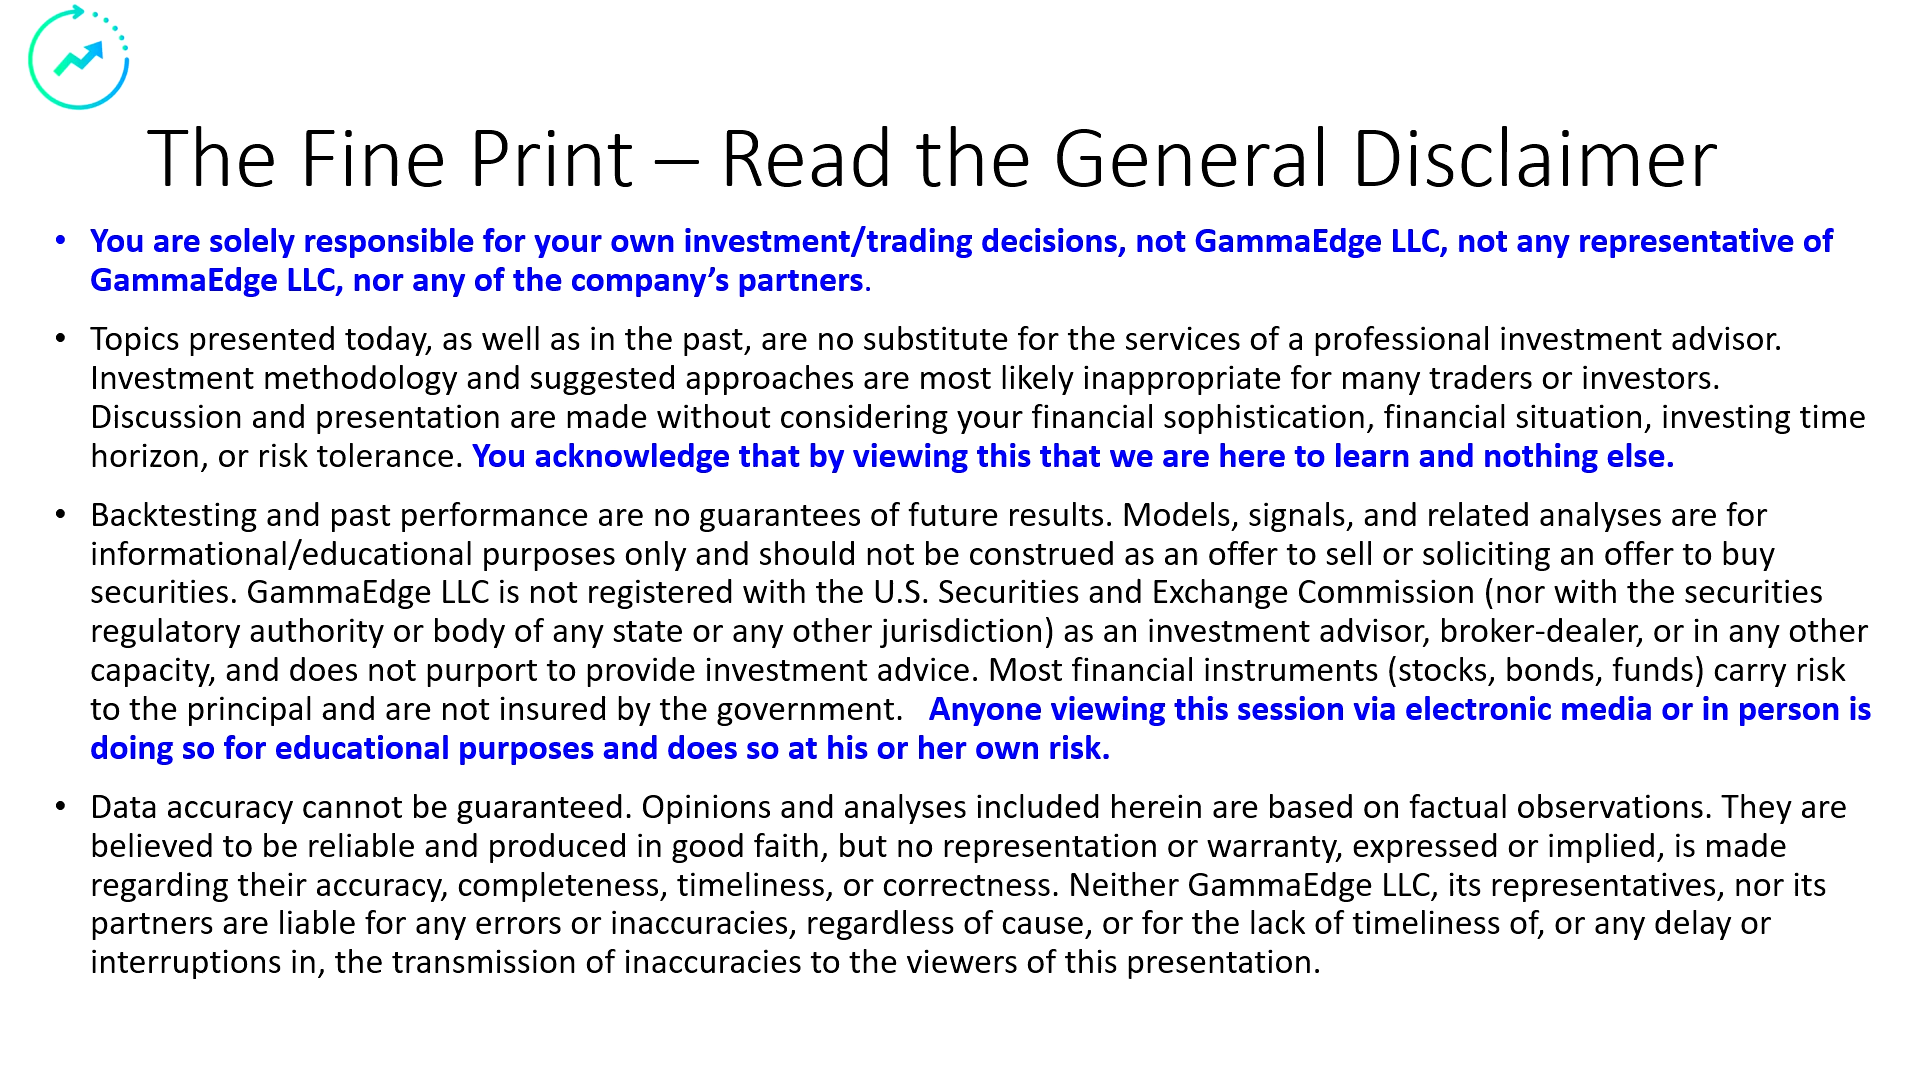 The Fine Print – Read the General Disclaimer
• You are solely responsible for your own investment/trading decisions, not GammaEdge LLC, not any representative of
GammaEdge LLC, nor any of the company’s partners.
• Topics presented today, as well as in the past, are no substitute for the services of a professional investment advisor.
Investment methodology and suggested approaches are most likely inappropriate for many traders or investors.
Discussion and presentation are made without considering your financial sophistication, financial situation, investing time
horizon, or risk tolerance. You acknowledge that by viewing this that we are here to learn and nothing else.
• Backtesting and past performance are no guarantees of future results. Models, signals, and related analyses are for
informational/educational purposes only and should not be construed as an offer to sell or soliciting an offer to buy
securities. GammaEdge LLC is not registered with the U.S. Securities and Exchange Commission (nor with the securities
regulatory authority or body of any state or any other jurisdiction) as an investment advisor, broker-dealer, or in any other
capacity, and does not purport to provide investment advice. Most financial instruments (stocks, bonds, funds) carry risk
to the principal and are not insured by the government.   Anyone viewing this session via electronic media or in person is
doing so for educational purposes and does so at his or her own risk.
• Data accuracy cannot be guaranteed. Opinions and analyses included herein are based on factual observations. They are
believed to be reliable and produced in good faith, but no representation or warranty, expressed or implied, is made
regarding their accuracy, completeness, timeliness, or correctness. Neither GammaEdge LLC, its representatives, nor its
partners are liable for any errors or inaccuracies, regardless of cause, or for the lack of timeliness of, or any delay or
interruptions in, the transmission of inaccuracies to the viewers of this presentation.